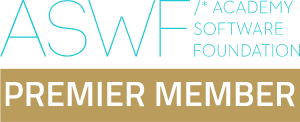 ASWF
/* ACADEMY
SOFTWARE
FOUNDATION
PREMIER MEMBER